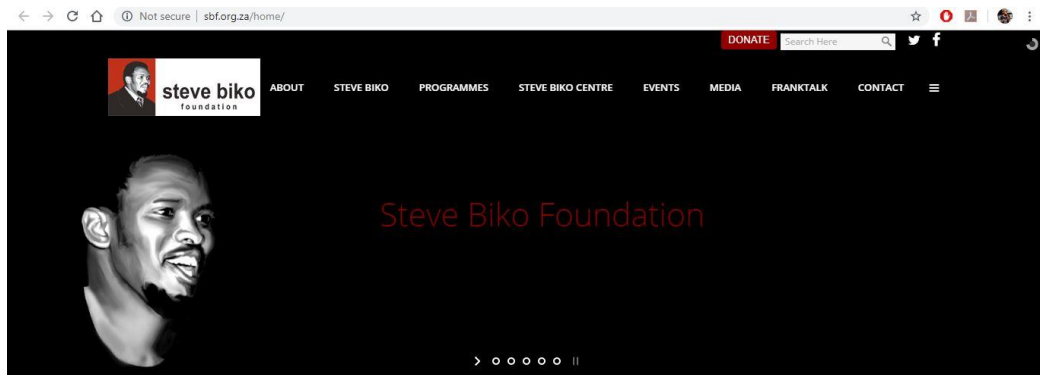 Not secure | sbf.org.za/home/
DONATE
Search Here
steve biko
foundation
ABOUT STEVE BIKO PROGRAMMES STEVE BIKO CENTRE EVENTS MEDIA FRANKTALK CONTACT
Steve Biko Foundation